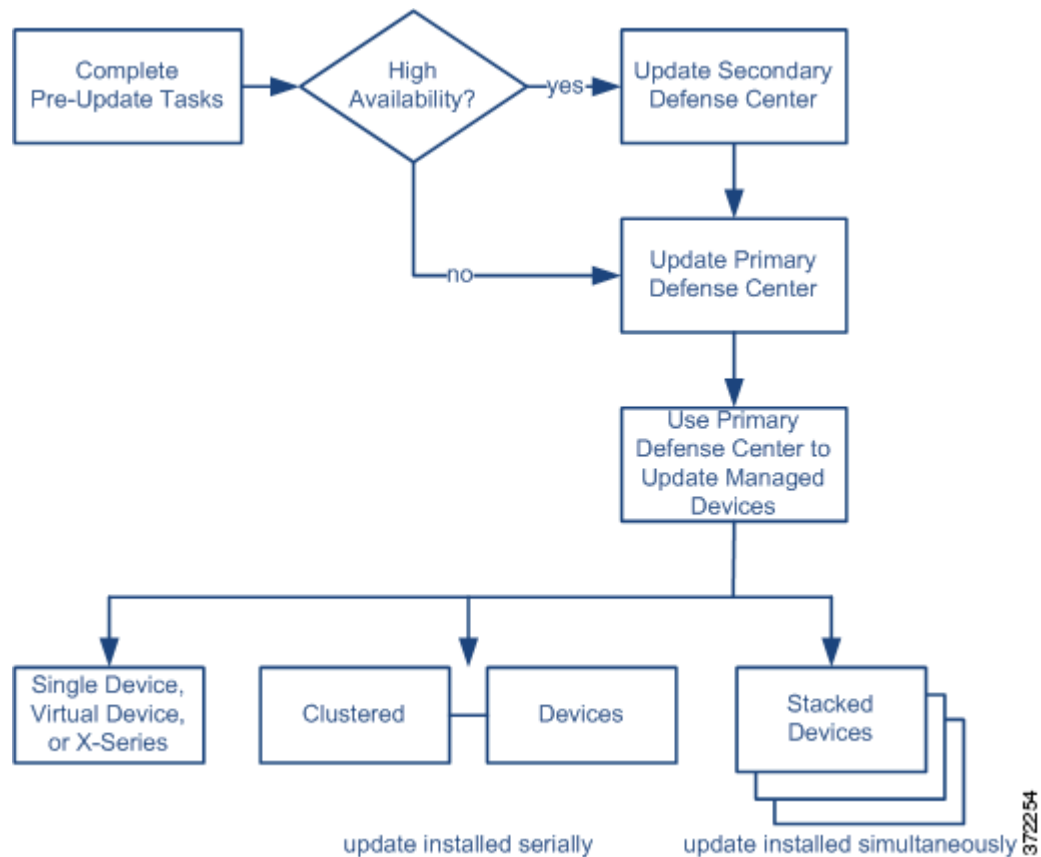 Complete
Pre-Update Tasks
High
Availability?
yes
Update Secondary
Defense Center
no
Update Primary
Defense Center
Use Primary
Defense Center to
Update Managed
Devices
Single Device,
Virtual Device,
or X-Series
Clustered
Devices
Stacked
Devices
update installed serially
update installed simultaneously
372254